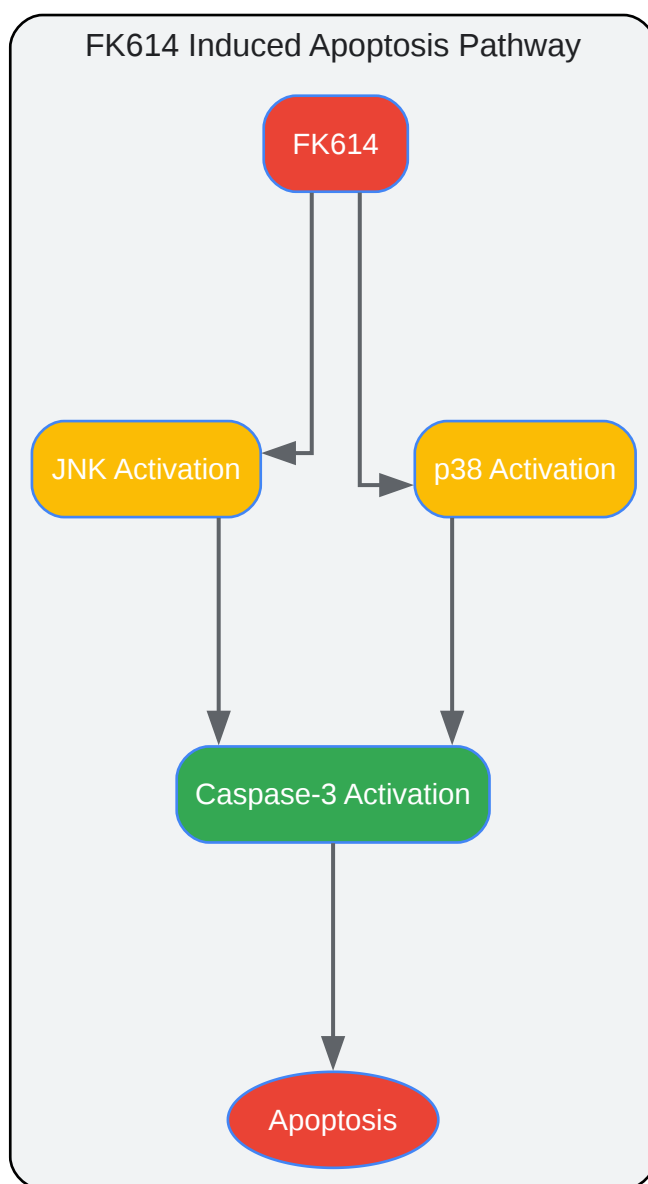 FK614 Induced Apoptosis Pathway
FK614
JNK Activation
p38 Activation
Caspase-3 Activation
Apoptosis